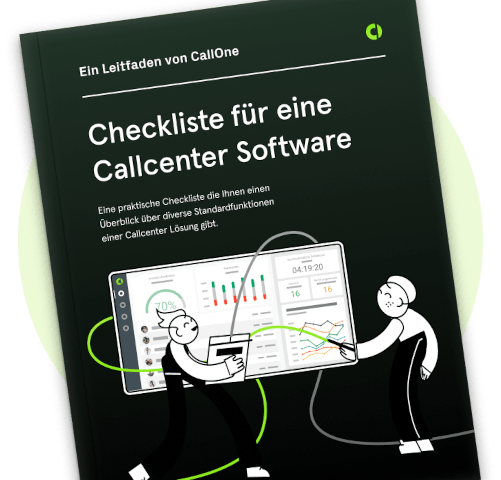 Ein Leitfaden von CallOne
Checkliste für eine
Callcenter Software
Eine praktische Checkliste die Ihnen einen
Überblick über diverse Standardfunktionen
einer Callcenter Lösung gibt.
04:19:20
70%
16
16